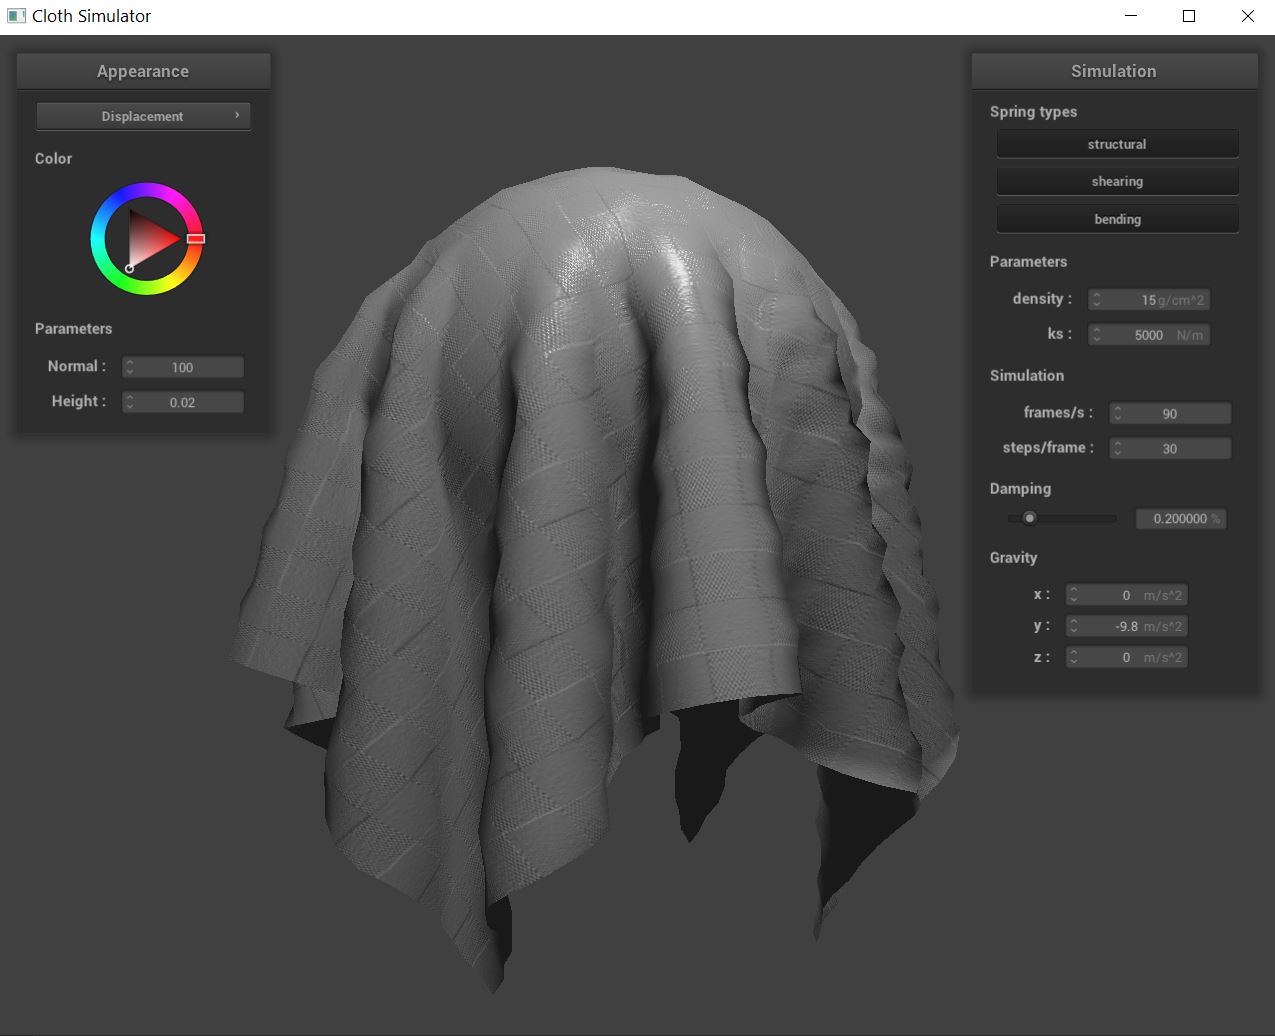 Cloth Simulator
Appearance
Displacement
Color
Parameters
Normal : 100
Height : 0.02
Simulation
Spring types
structural
shearing
bending
Parameters
density : 15 g/cm^2
ks : 5000 N/m
Simulation
frames/s : 90
steps/frame : 30
Damping
0.200000 %
Gravity
x : 0 m/s^2
y : -9.8 m/s^2
z : 0 m/s^2